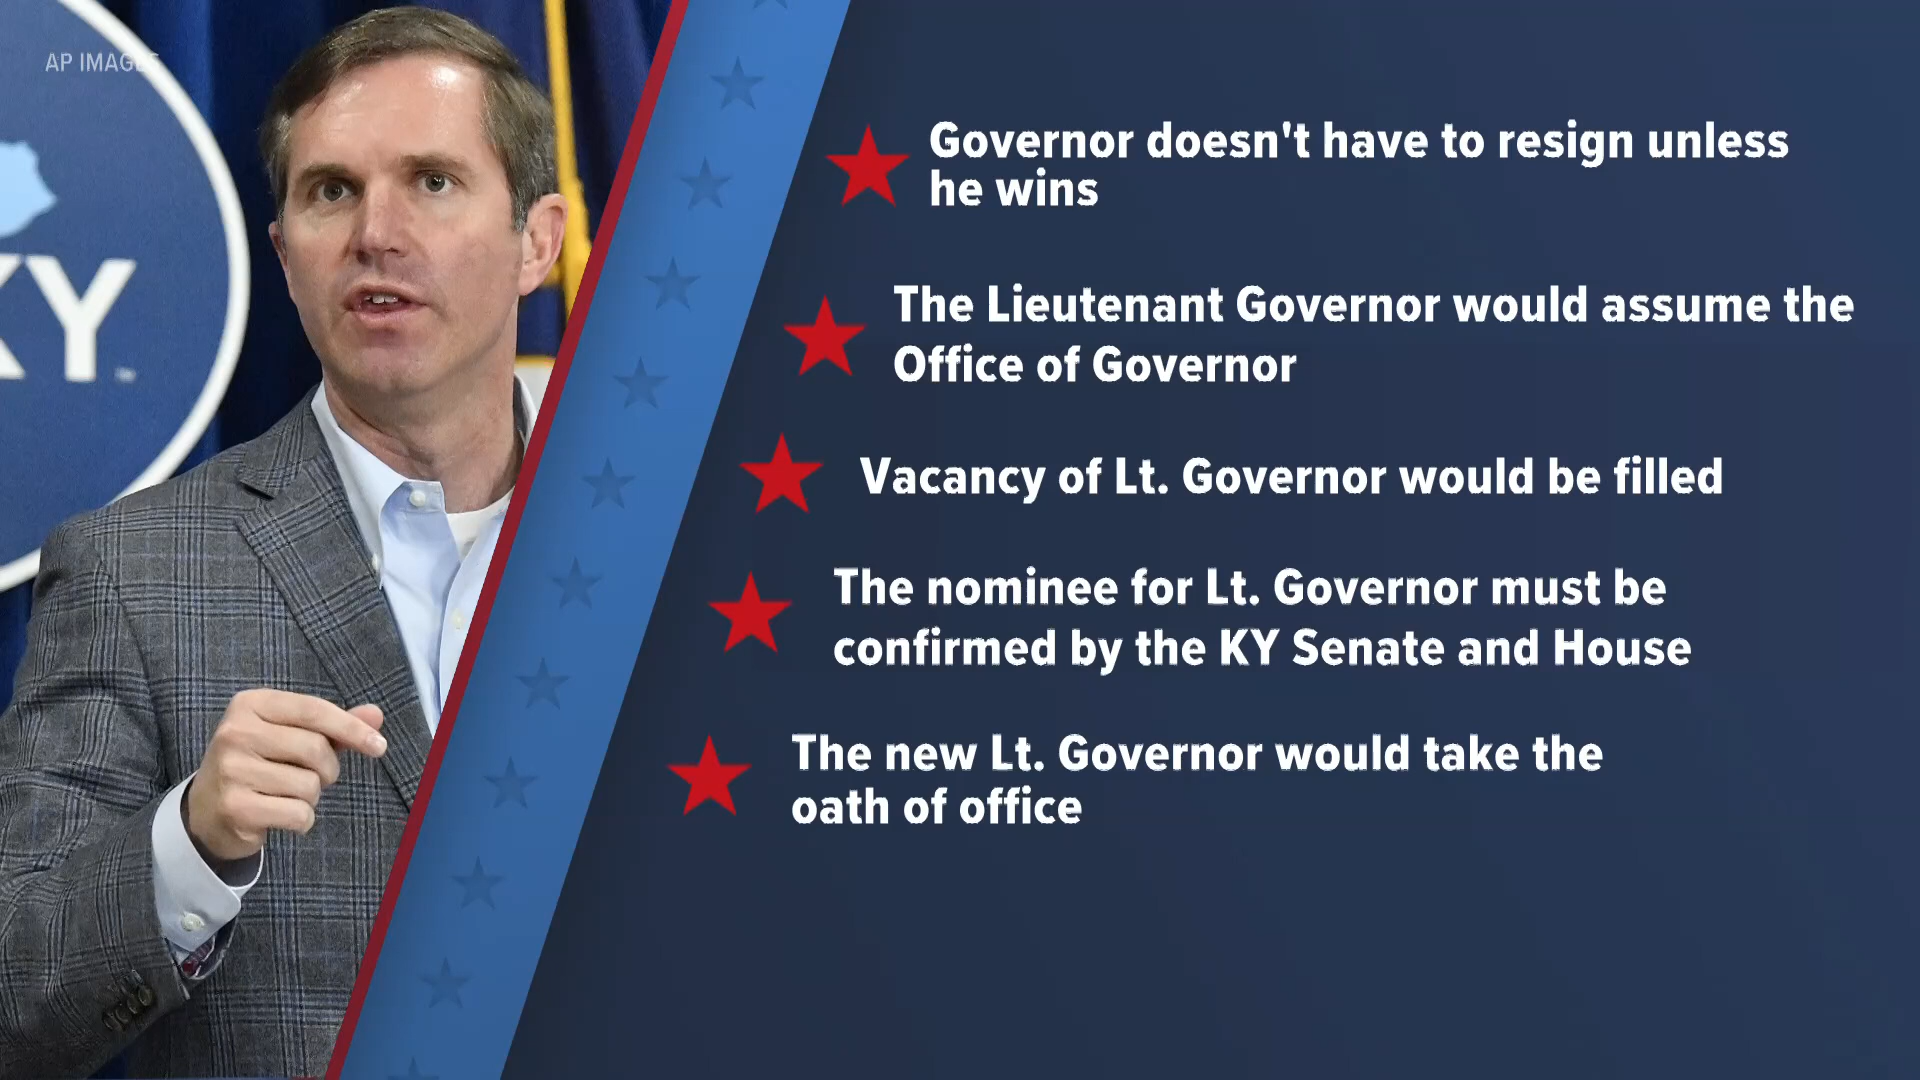 AP IMAGES
KY
Governor doesn't have to resign unless
he wins
The Lieutenant Governor would assume the
Office of Governor
Vacancy of Lt. Governor would be filled
The nominee for Lt. Governor must be
confirmed by the KY Senate and House
The new Lt. Governor would take the
oath of office